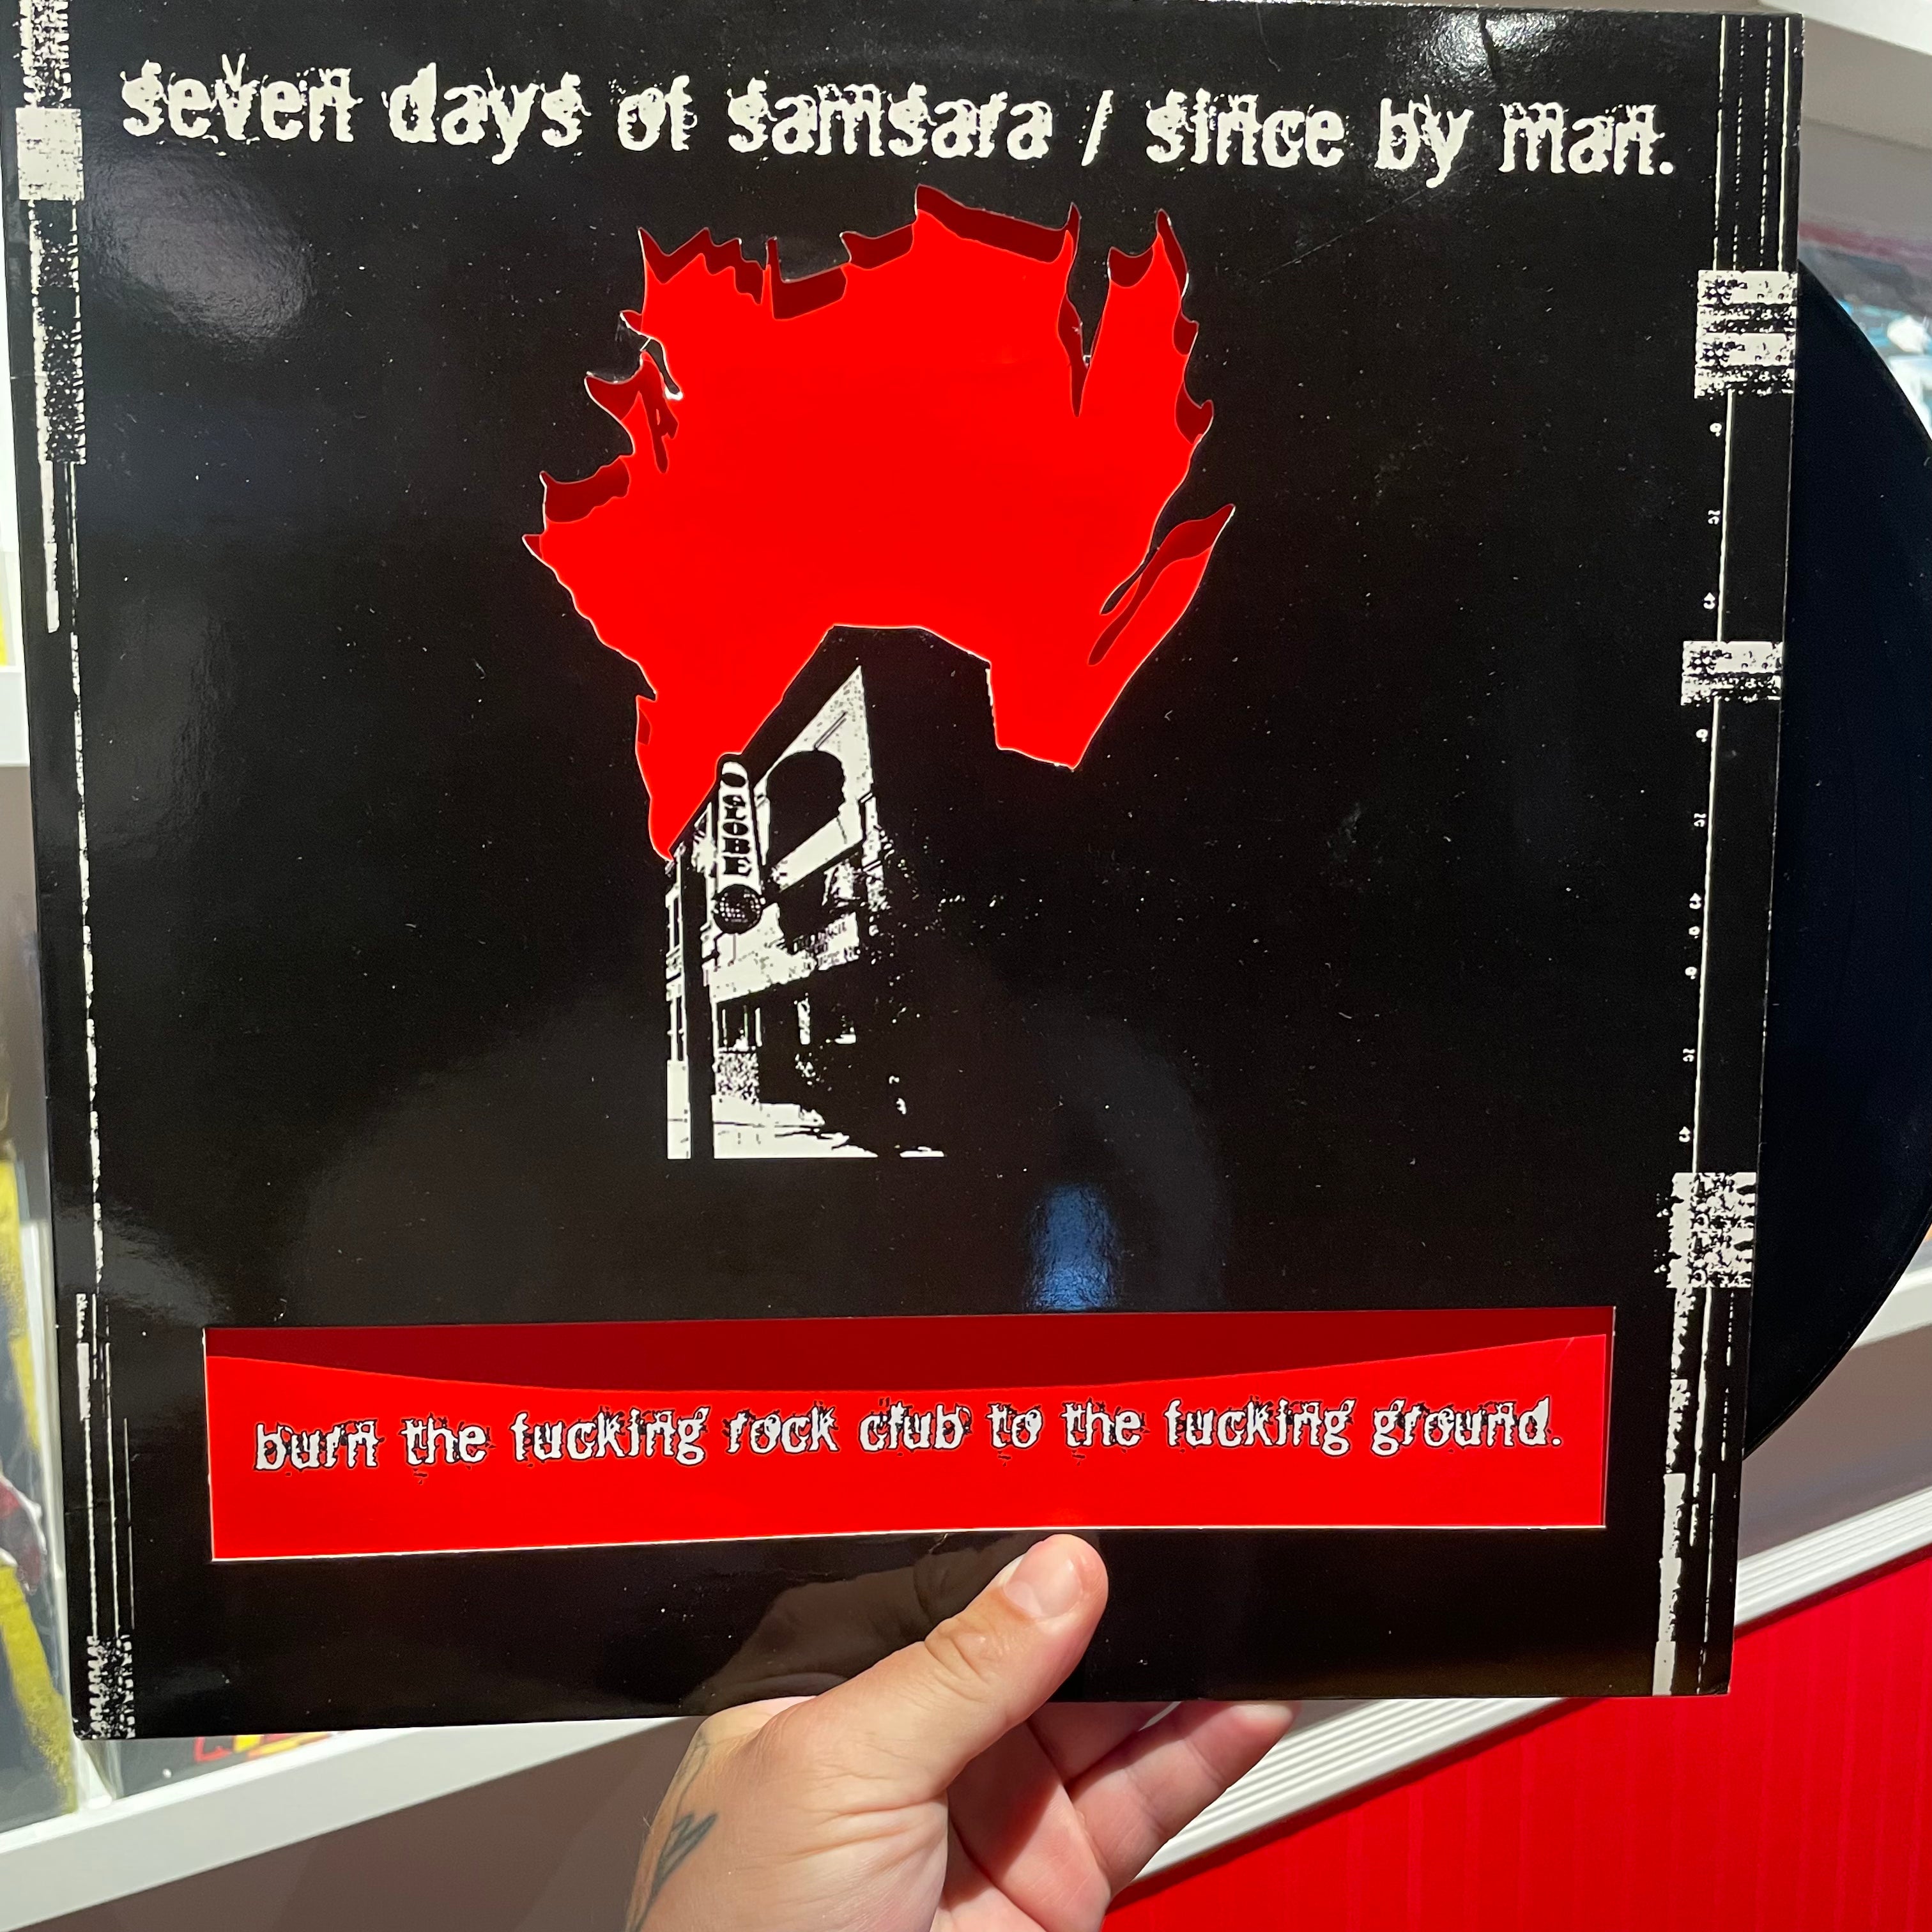 seven days of samsara / since by man.
GLOBE
burn the fucking rock club to the fucking ground.